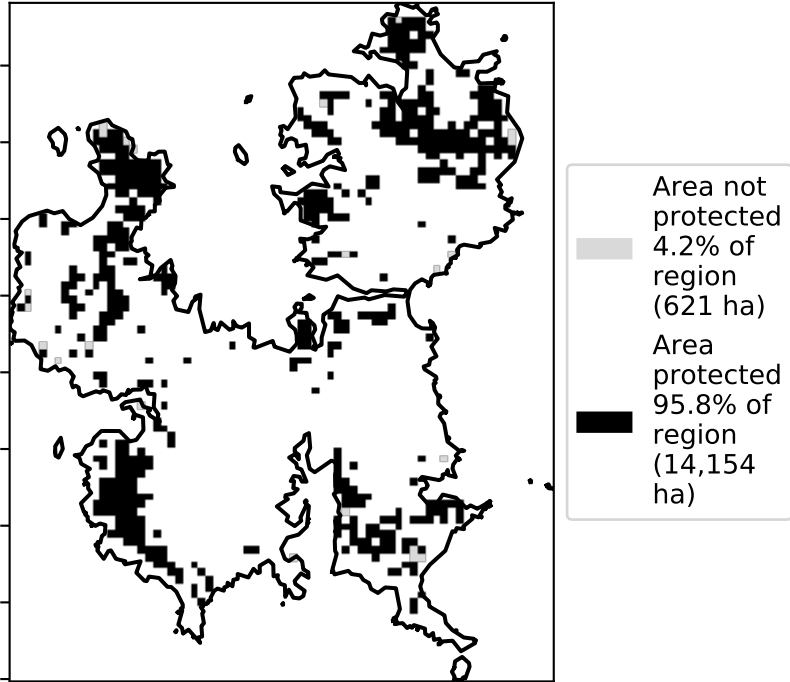 Area not
protected
4.2% of
region
(621 ha)
Area
protected
95.8% of
region
(14,154
ha)